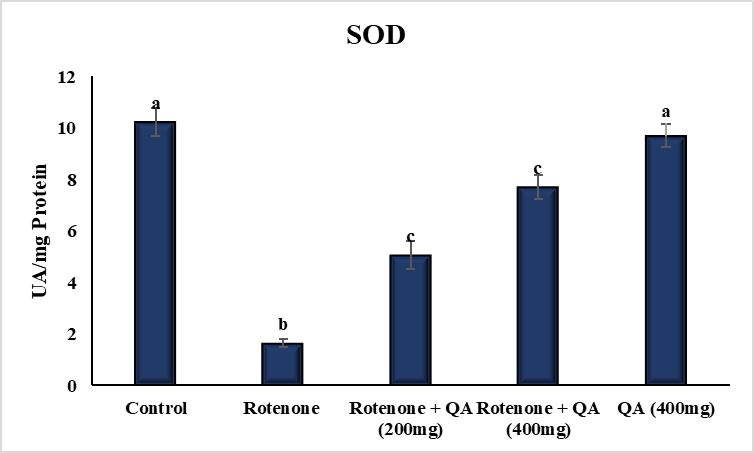 SOD
12
10
8
6
4
2
0
UA/mg Protein
a
b
c
c
a
Control
Rotenone
Rotenone + QA
(200mg)
Rotenone + QA
(400mg)
QA (400mg)